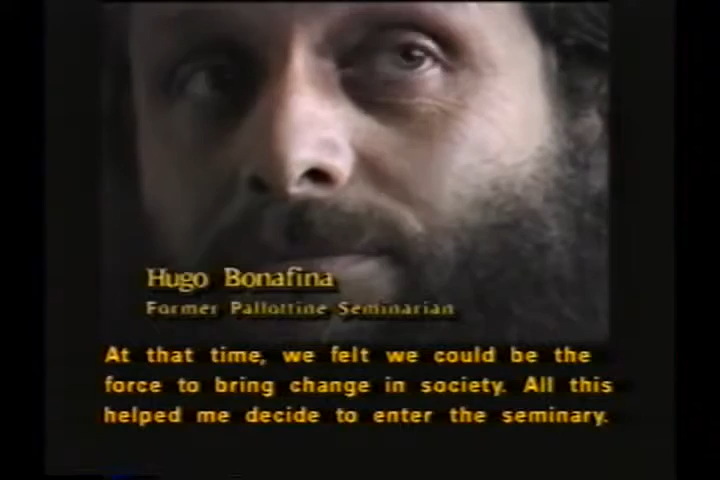 Hugo Bonafina
Former Pallottine Seminarian
At that time, we felt we could be the
force to bring change in society. All this
helped me decide to enter the seminary.